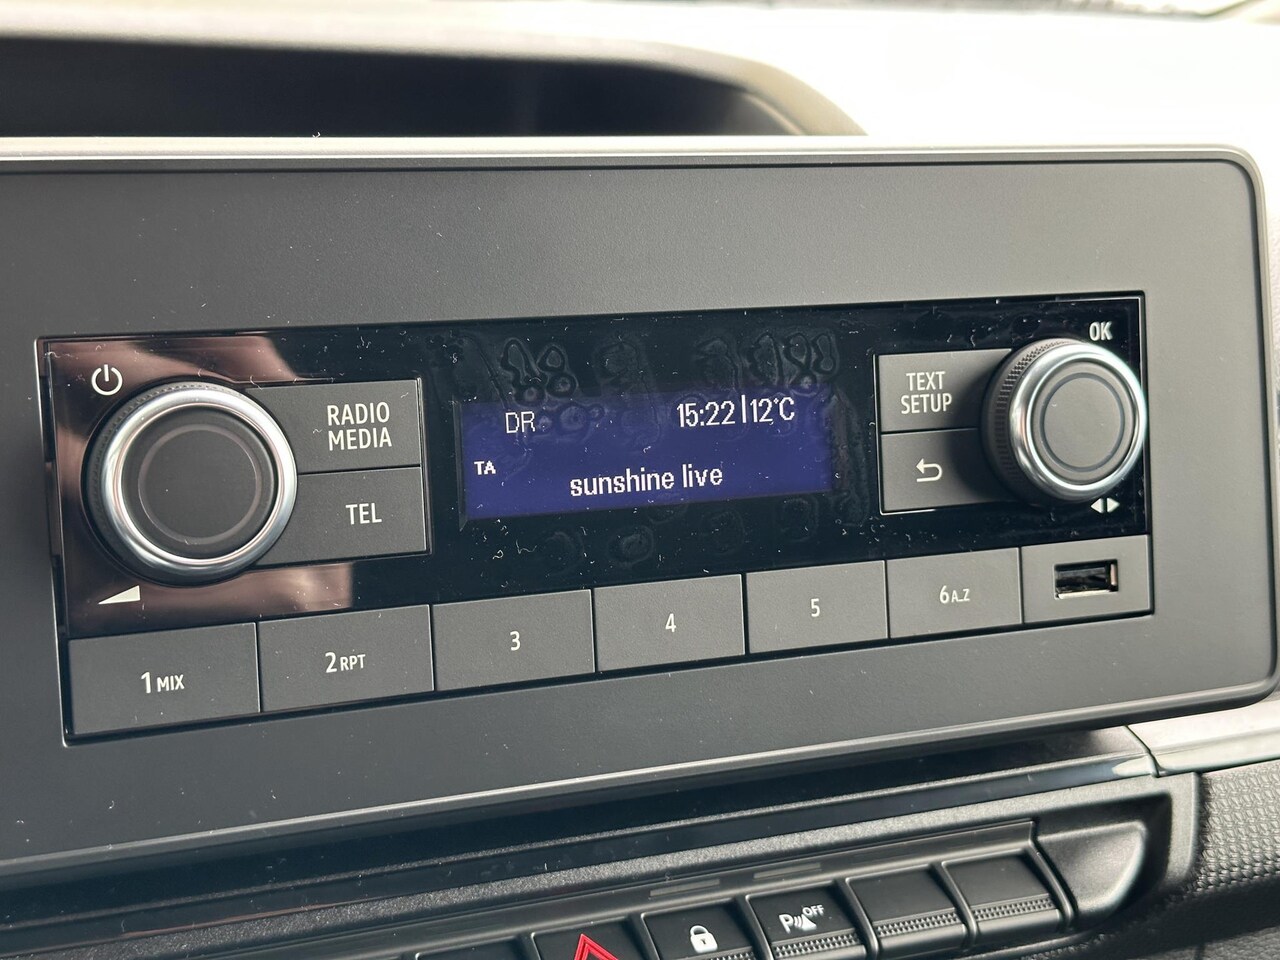 OK
RADIO
MEDIA
TEXT
SETUP
DR 15:22|12°C
TA
sunshine live
TEL
1 MIX
2 RPT
3
4
5
6 A..Z
P OFF